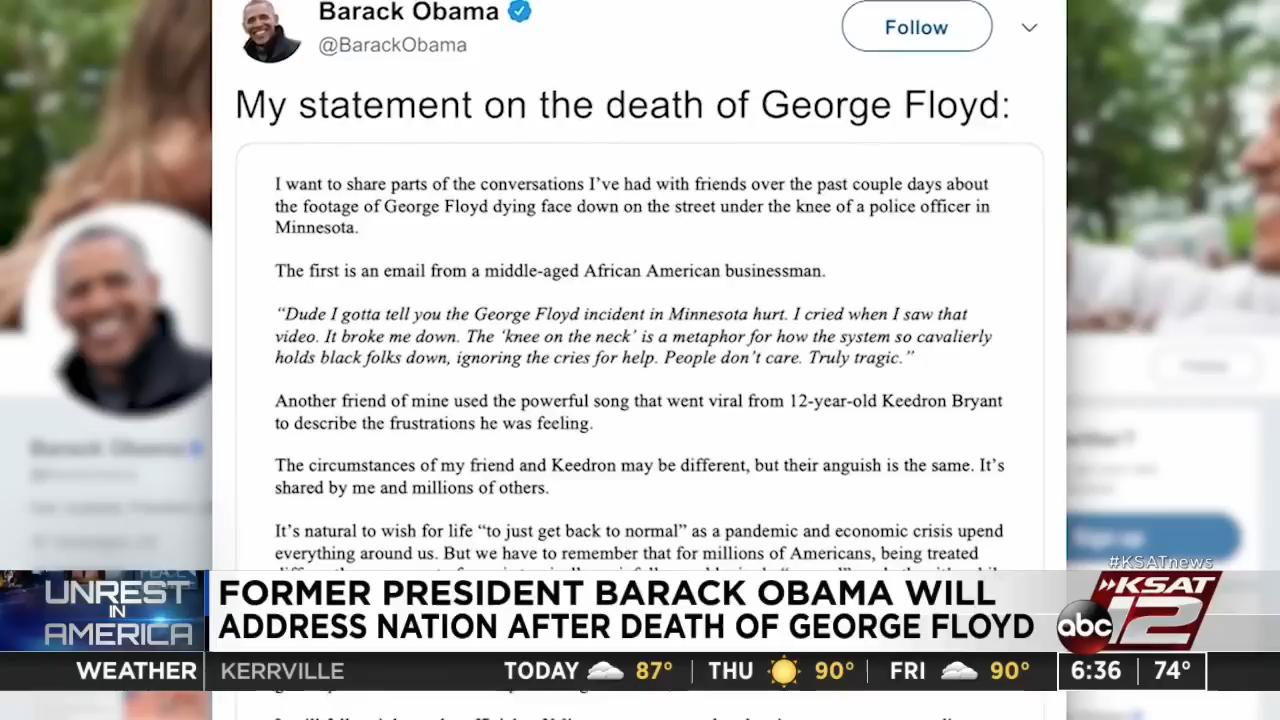 Barack Obama
@BarackObama
Follow
My statement on the death of George Floyd:
I want to share parts of the conversations I've had with friends over the past couple days about
the footage of George Floyd dying face down on the street under the knee of a police officer in
Minnesota.
The first is an email from a middle-aged African American businessman.
“Dude I gotta tell you the George Floyd incident in Minnesota hurt. I cried when I saw that
video. It broke me down. The ‘knee on the neck’ is a metaphor for how the system so cavalierly
holds black folks down, ignoring the cries for help. People don’t care. Truly tragic.”
Another friend of mine used the powerful song that went viral from 12-year-old Keedron Bryant
to describe the frustrations he was feeling.
The circumstances of my friend and Keedron may be different, but their anguish is the same. It’s
shared by me and millions of others.
It’s natural to wish for life “to just get back to normal” as a pandemic and economic crisis upend
everything around us. But we have to remember that for millions of Americans, being treated
Barack Obama
Sign up
#KSATnews
UNREST
IN
AMERICA
FORMER PRESIDENT BARACK OBAMA WILL
ADDRESS NATION AFTER DEATH OF GEORGE FLOYD
abc
KSAT
12
WEATHER
KERRVILLE
TODAY 87° THU 90° FRI 90°
6:36 74°